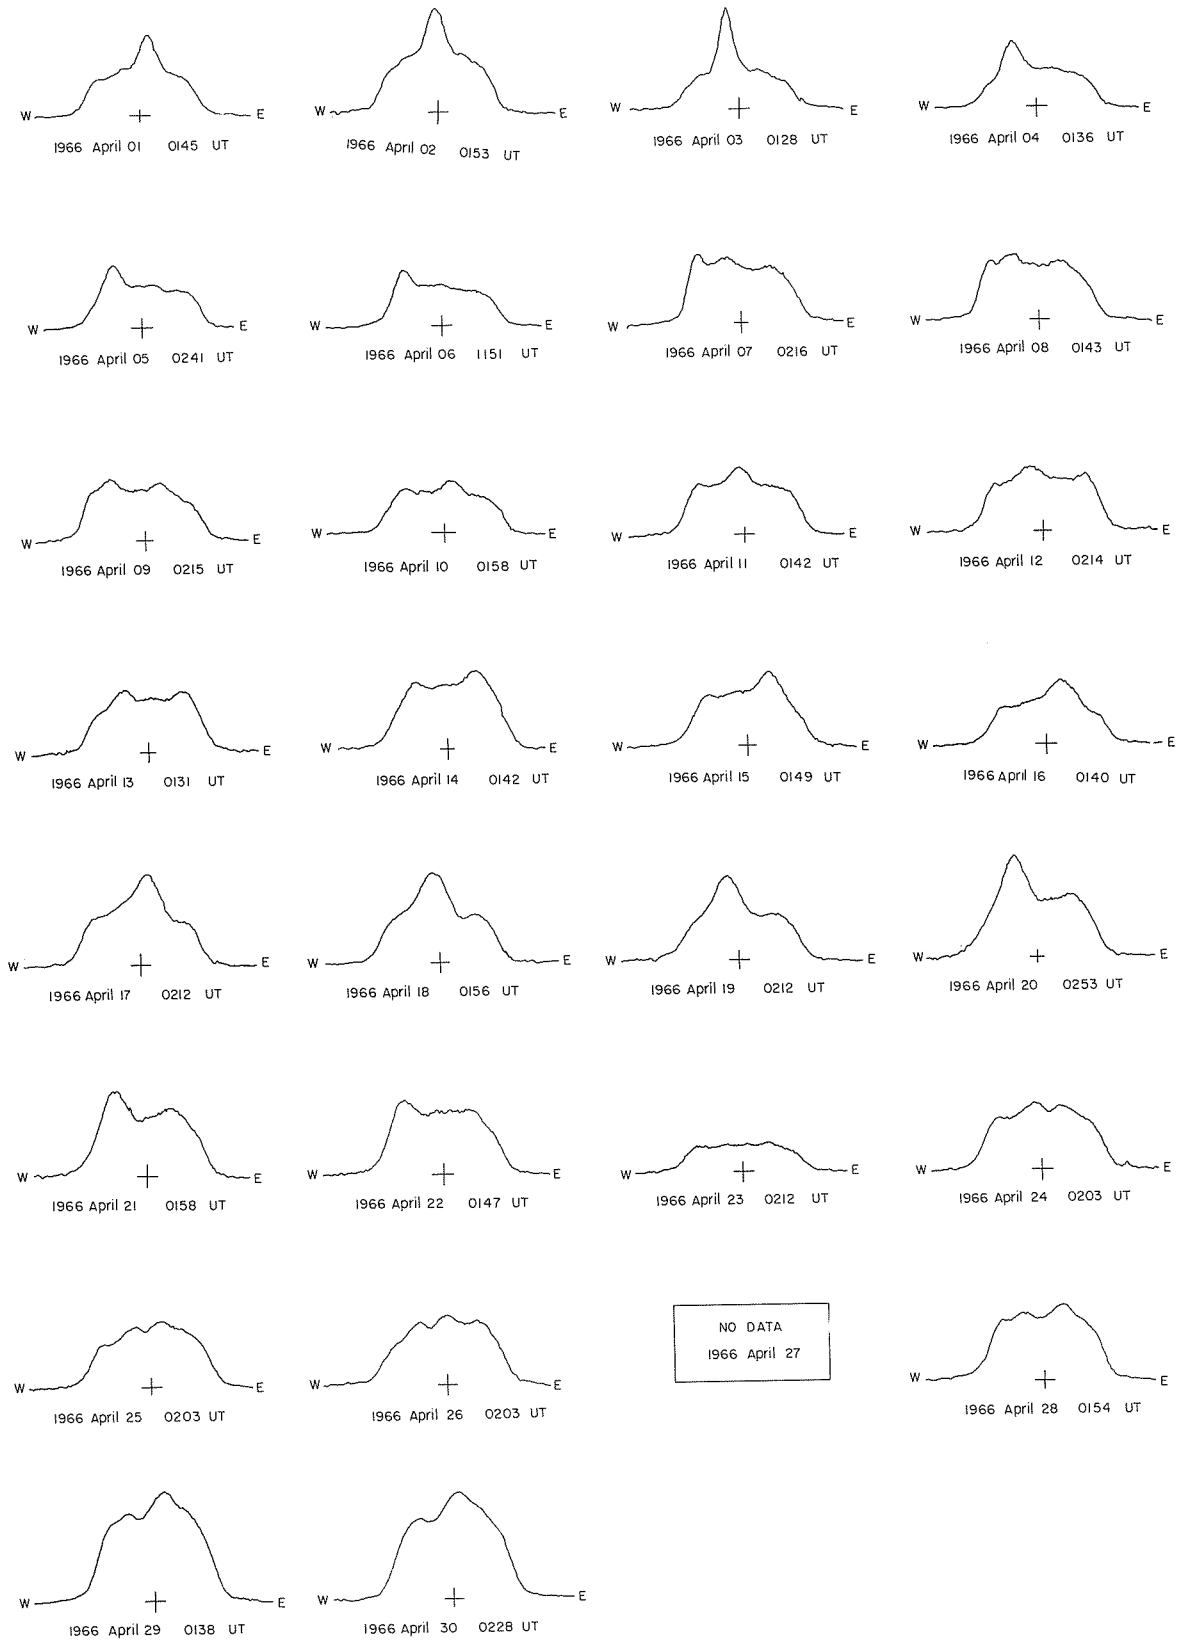 W E W E W E W E
1966 April 01 0145 UT 1966 April 02 0153 UT 1966 April 03 0128 UT 1966 April 04 0136 UT
W E W E W E W E
1966 April 05 0241 UT 1966 April 06 1151 UT 1966 April 07 0216 UT 1966 April 08 0143 UT
W E W E W E W E
1966 April 09 0215 UT 1966 April 10 0158 UT 1966 April 11 0142 UT 1966 April 12 0214 UT
W E W E W E W E
1966 April 13 0131 UT 1966 April 14 0142 UT 1966 April 15 0149 UT 1966 April 16 0140 UT
W E W E W E W E
1966 April 17 0212 UT 1966 April 18 0156 UT 1966 April 19 0212 UT 1966 April 20 0253 UT
W E W E W E W E
1966 April 21 0158 UT 1966 April 22 0147 UT 1966 April 23 0212 UT 1966 April 24 0203 UT
NO DATA
1966 April 27
W E W E W E
1966 April 25 0203 UT 1966 April 26 0203 UT 1966 April 28 0154 UT
W E W E
1966 April 29 0138 UT 1966 April 30 0228 UT